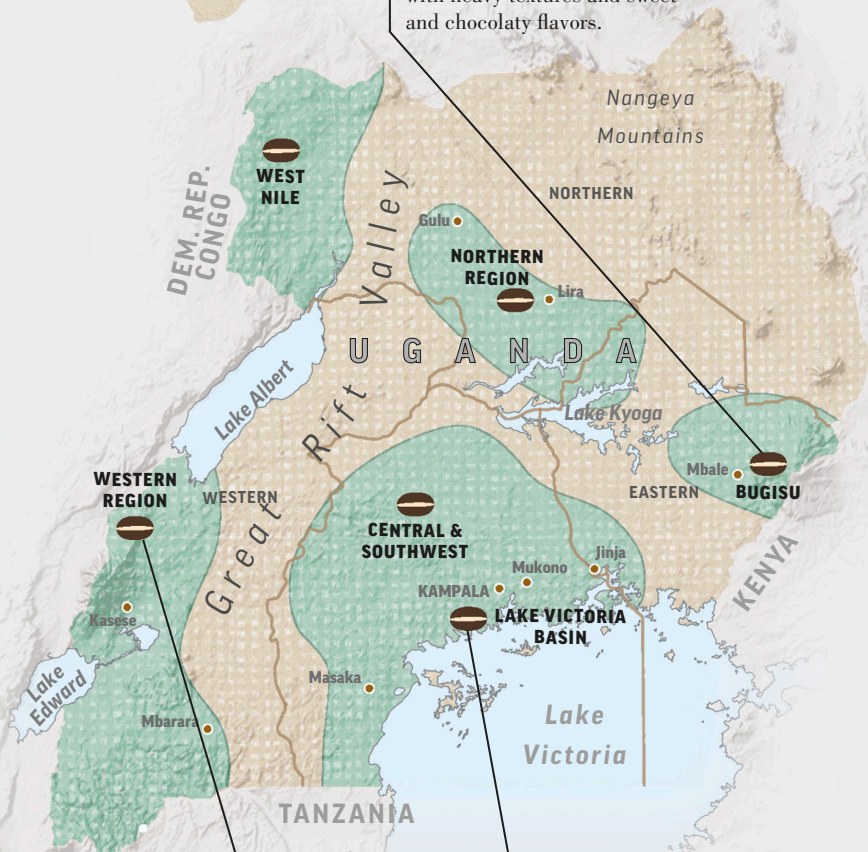 with heavy textures and sweet
and chocolaty flavors.
Nangeya
Mountains
WEST
NILE
DEM. REP.
CONGO
NORTHERN
Gulu
NORTHERN
REGION
Lira
UGANDA
Great Rift Valley
Lake Albert
Lake Kyoga
Mbale
BUGISU
EASTERN
WESTERN
REGION
WESTERN
CENTRAL &
SOUTHWEST
Jinja
Mukono
KAMPALA
KENYA
LAKE VICTORIA
BASIN
Kasese
Lake
Edward
Masaka
Mbarara
Lake
Victoria
TANZANIA